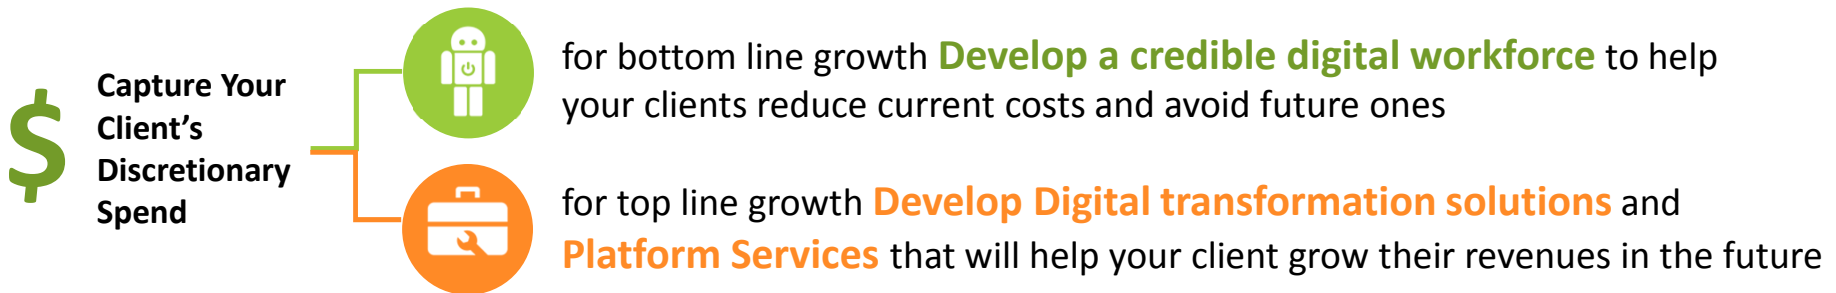 $
Capture Your
Client’s
Discretionary
Spend
for bottom line growth Develop a credible digital workforce to help
your clients reduce current costs and avoid future ones
for top line growth Develop Digital transformation solutions and
Platform Services that will help your client grow their revenues in the future